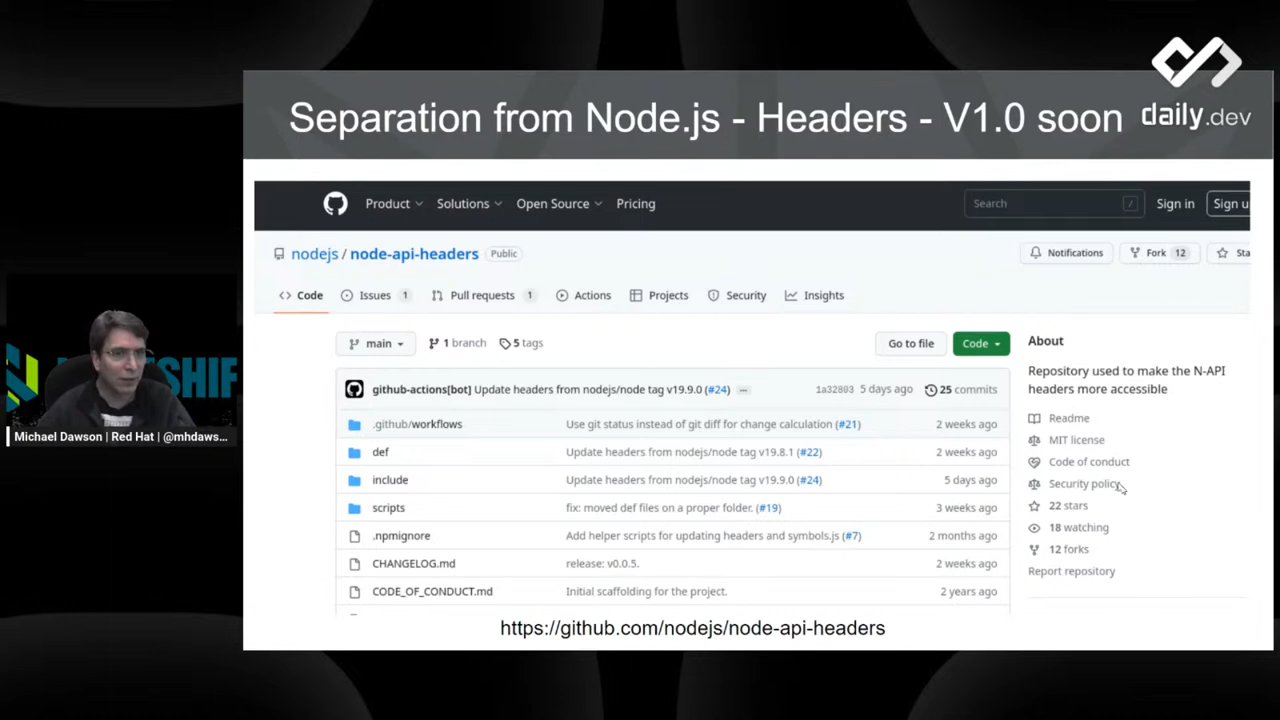 Separation from Node.js - Headers - V1.0 soon
daily.dev
Product Solutions Open Source Pricing
Search / Sign in Sign u
nodejs / node-api-headers Public
Notifications Fork 12 Sta
Code Issues 1 Pull requests 1 Actions Projects Security Insights
main 1 branch 5 tags Go to file Code
github-actions[bot] Update headers from nodejs/node tag v19.9.0 (#24) ... 1a32803 5 days ago 25 commits
.github/workflows Use git status instead of git diff for change calculation (#21) 2 weeks ago
def Update headers from nodejs/node tag v19.8.1 (#22) 2 weeks ago
include Update headers from nodejs/node tag v19.9.0 (#24) 5 days ago
scripts fix: moved def files on a proper folder. (#19) 3 weeks ago
.npmignore Add helper scripts for updating headers and symbols.js (#7) 2 months ago
CHANGELOG.md release: v0.0.5. 2 weeks ago
CODE_OF_CONDUCT.md Initial scaffolding for the project. 2 years ago
About
Repository used to make the N-API
headers more accessible
Readme
MIT license
Code of conduct
Security policy
22 stars
18 watching
12 forks
Report repository
https://github.com/nodejs/node-api-headers
SHIF
Michael Dawson | Red Hat | @mhdaws...